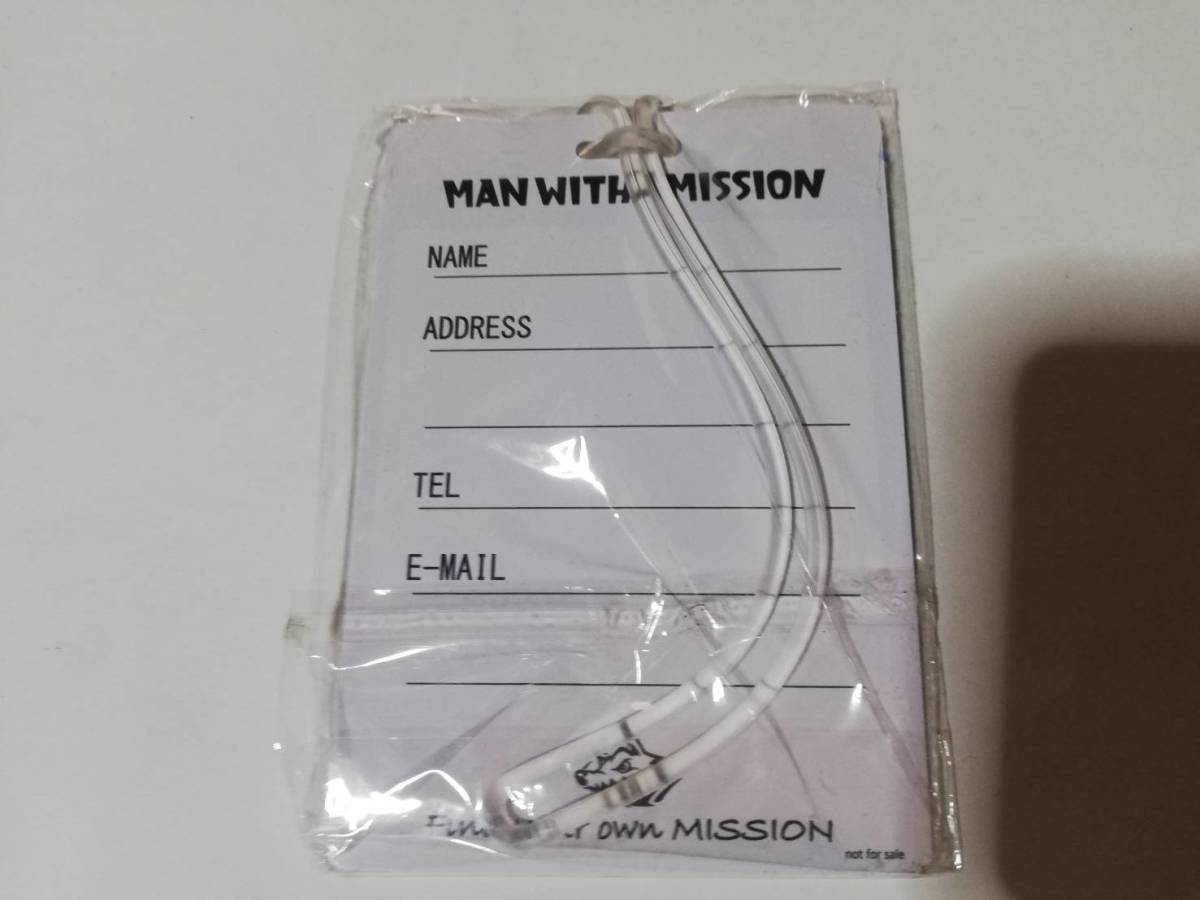 MAN WITH MISSION
NAME
ADDRESS
TEL
E-MAIL
own MISSION
not for sale